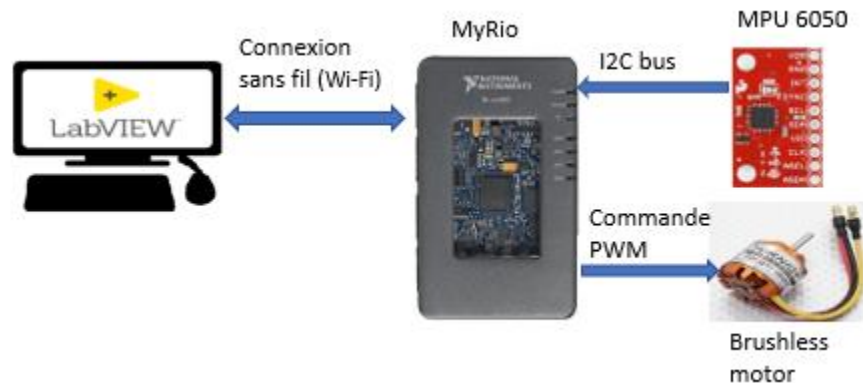 MyRio
MPU 6050
Connexion
sans fil (Wi-Fi)
I2C bus
LabVIEW
NATIONAL
INSTRUMENTS
Commande
PWM
Brushless
motor